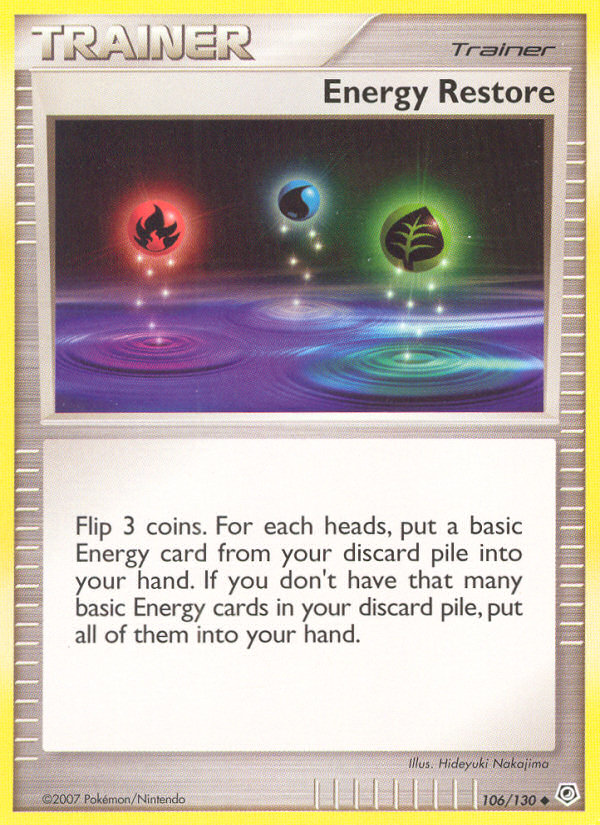 TRAINER
Trainer
Energy Restore
Flip 3 coins. For each heads, put a basic
Energy card from your discard pile into
your hand. If you don't have that many
basic Energy cards in your discard pile, put
all of them into your hand.
Illus. Hideyuki Nakajima
©2007 Pokémon/Nintendo
106/130